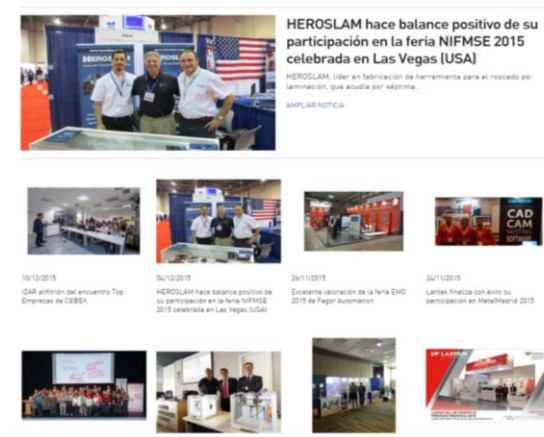 HEROSLAM hace balance positivo de su
participación en la feria NIFMSE 2015
celebrada en Las Vegas (USA)
HEROSLAM, líder en fabricación de herramienta para el roscado por
laminación, que acudía por séptima...
AMPLIAR NOTICIA
HEROSLAM
CAD
CAM
NESTING
SOFTWARE
10/12/2015
04/12/2015
26/11/2015
24/11/2015
IZAR anfitrión del encuentro Top
Empresas de CEBEK
HEROSLAM hace balance positivo de
su participación en la feria NIFMSE
2015 celebrada en Las Vegas (USA)
Excelente valoración de la feria EMO
2015 de Fagor Automation
Lantek finaliza con éxito su
participación en MetalMadrid 2015
LAZPIUR